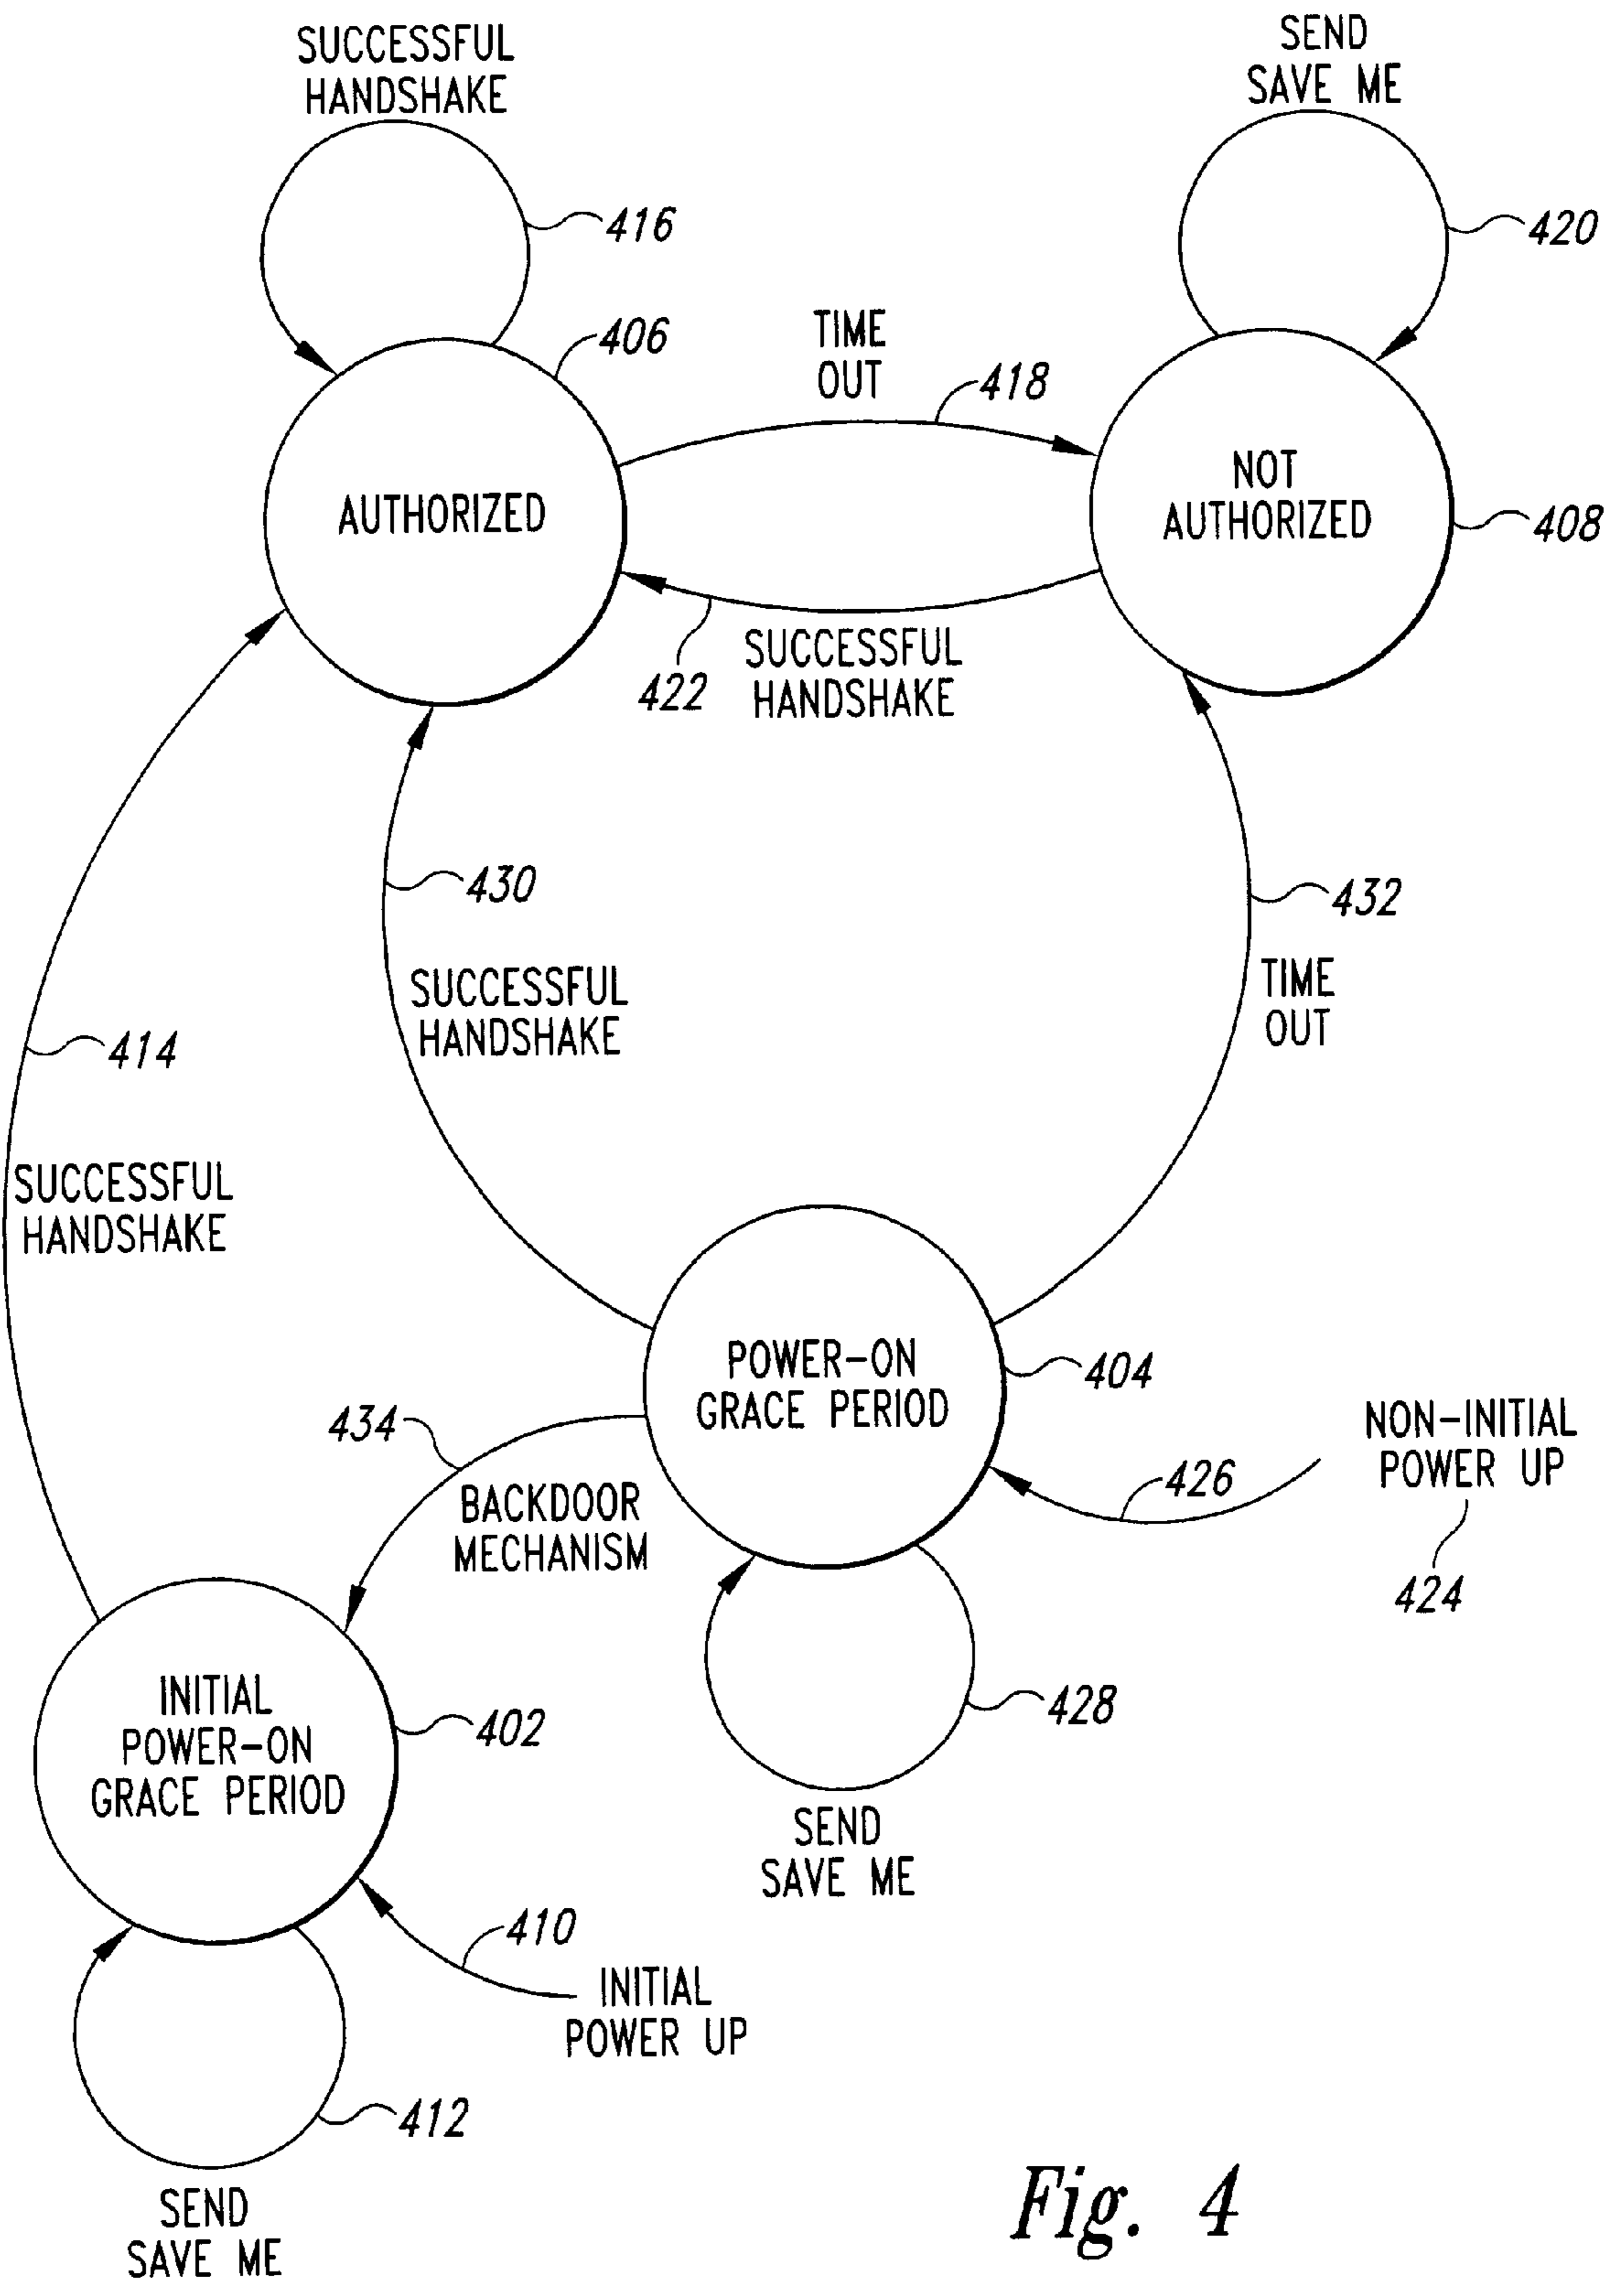 SUCCESSFUL
HANDSHAKE
SEND
SAVE ME
416
420
406
TIME
OUT
418
AUTHORIZED
NOT
AUTHORIZED
408
422
SUCCESSFUL
HANDSHAKE
430
432
SUCCESSFUL
HANDSHAKE
TIME
OUT
414
SUCCESSFUL
HANDSHAKE
POWER-ON
GRACE PERIOD
404
434
BACKDOOR
MECHANISM
426
NON-INITIAL
POWER UP
424
INITIAL
POWER-ON
GRACE PERIOD
402
428
SEND
SAVE ME
410
INITIAL
POWER UP
412
SEND
SAVE ME
Fig. 4